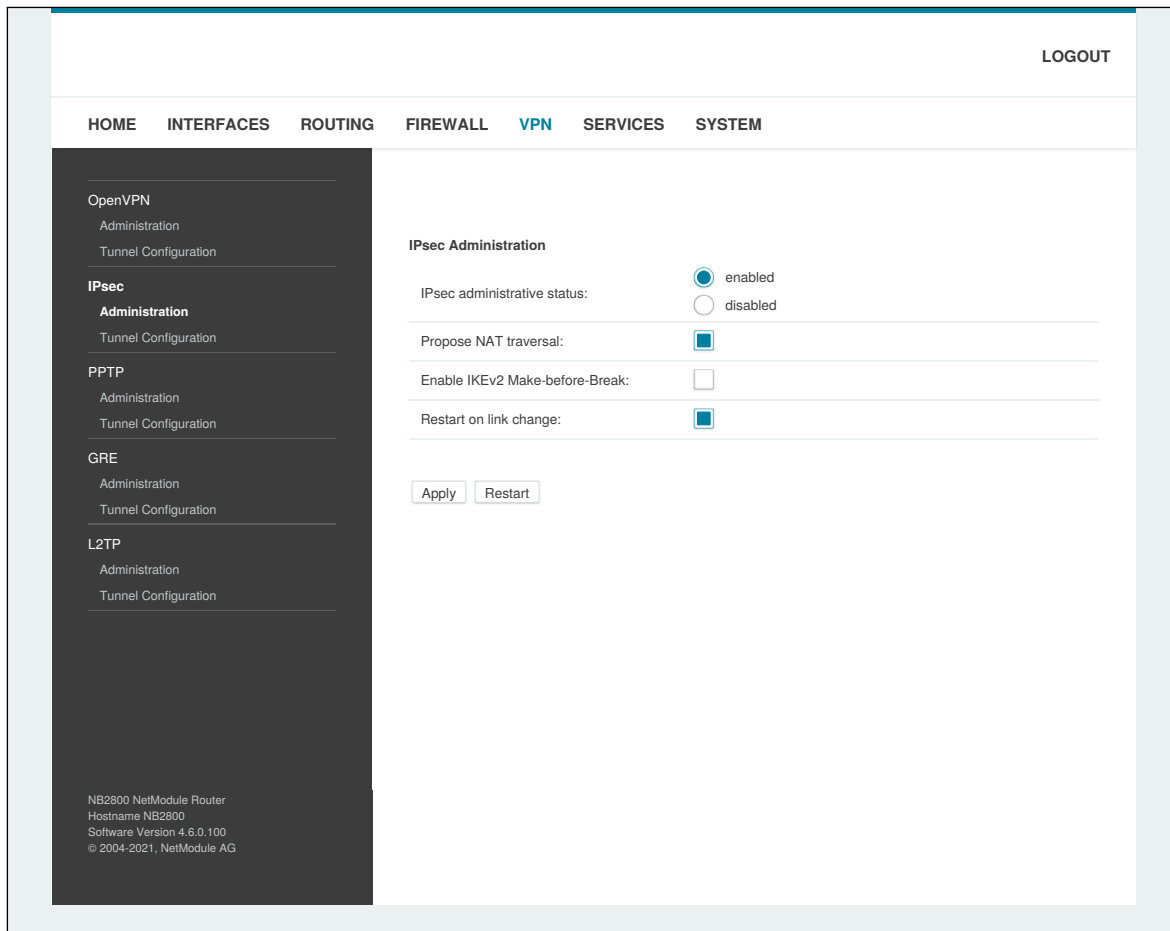 LOGOUT
HOME INTERFACES ROUTING FIREWALL VPN SERVICES SYSTEM
OpenVPN
Administration
Tunnel Configuration
IPsec
Administration
Tunnel Configuration
PPTP
Administration
Tunnel Configuration
GRE
Administration
Tunnel Configuration
L2TP
Administration
Tunnel Configuration
NB2800 NetModule Router
Hostname NB2800
Software Version 4.6.0.100
© 2004-2021, NetModule AG
IPsec Administration
IPsec administrative status:
enabled
disabled
Propose NAT traversal:
Enable IKEv2 Make-before-Break:
Restart on link change:
Apply Restart